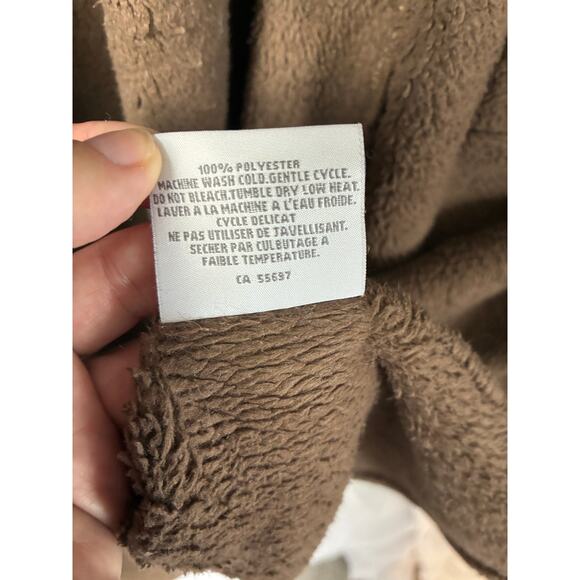 100% POLYESTER
MACHINE WASH COLD.GENTLE CYCLE.
DO NOT BLEACH.TUMBLE DRY LOW HEAT.
LAVER A LA MACHINE A L'EAU FROIDE.
CYCLE DELICAT
NE PAS UTILISER DE TAVELLISANT.
SECHER PAR CULBUTAGE A
FAIBLE TEMPERATURE.
CA 55697